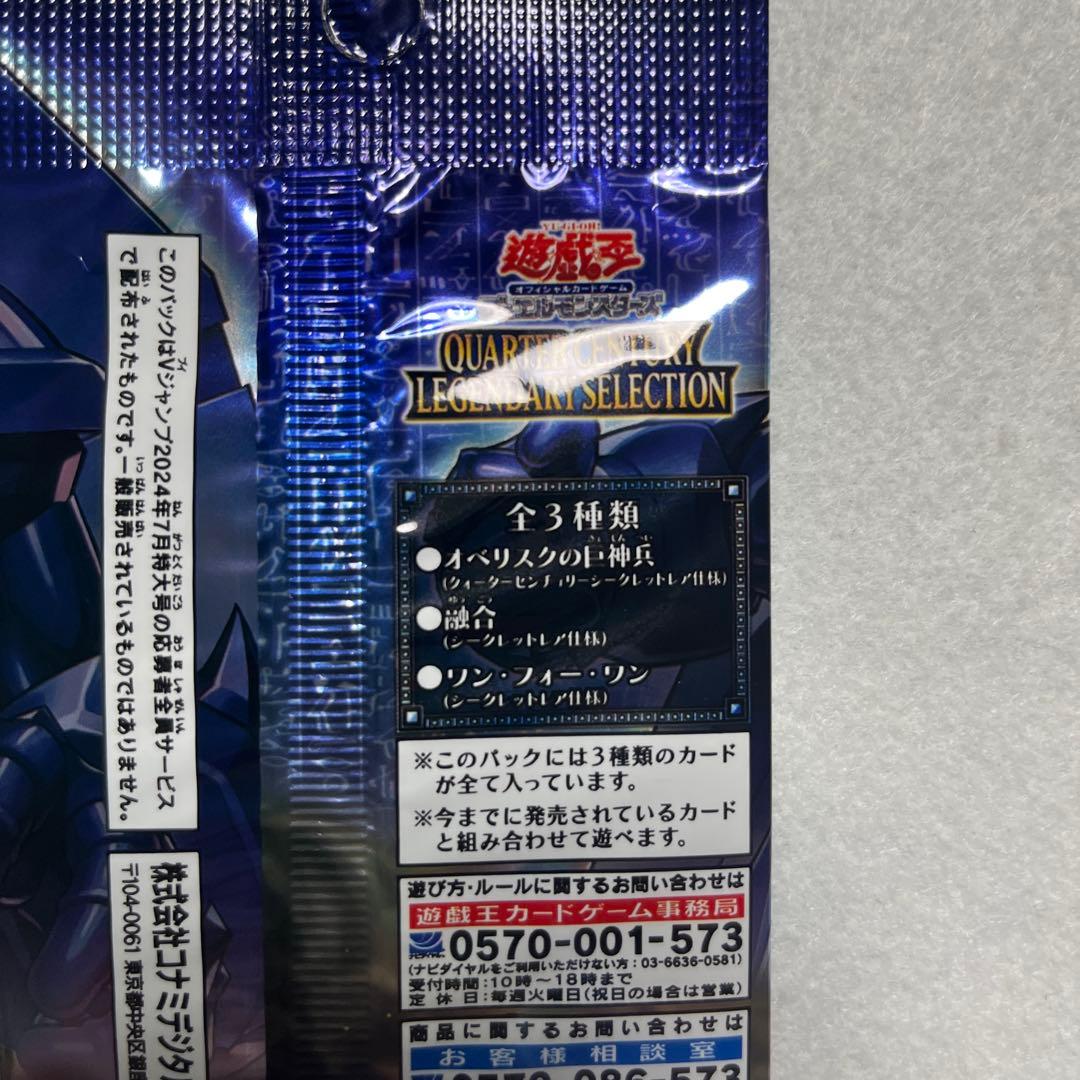 このパックはVジャンプ2024年7月特大号の応募者全員サービス
で配布されたものです。一般販売されているものではありません。
株式会社コナミデジタル
〒104-0061 東京都中央区銀座
YU-GI-OH!
遊戯王
オフィシャルカードゲーム
デュエルモンスターズ
QUARTER CENTURY
LEGENDARY SELECTION
全3種類
●オベリスクの巨神兵
(クォーターセンチュリーシークレットレア仕様)
●融合
(シークレットレア仕様)
●ワン・フォー・ワン
(シークレットレア仕様)
※このパックには3種類のカード
が全て入っています。
※今までに発売されているカード
と組み合わせて遊べます。
遊び方・ルールに関するお問い合わせは
遊戯王カードゲーム事務局
0570-001-573
(ナビダイヤルをご利用いただけない方：03-6636-0581)
受付時間：10時～18時まで
定休日：毎週火曜日(祝日の場合は営業)
商品に関するお問い合わせは
お客様相談室
0570-086-573